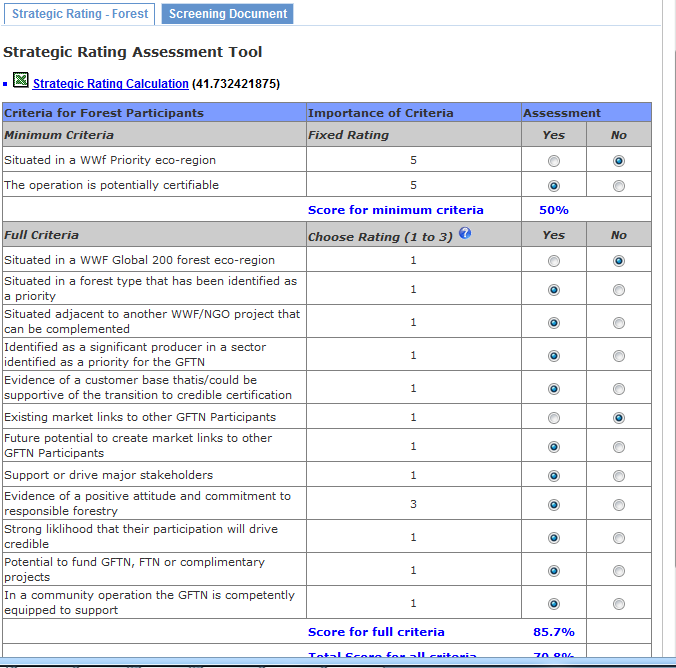 Strategic Rating - Forest Screening Document
Strategic Rating Assessment Tool
Strategic Rating Calculation (41.732421875)
Criteria for Forest Participants Importance of Criteria Assessment
Minimum Criteria Fixed Rating Yes No
Situated in a WWf Priority eco-region 5
The operation is potentially certifiable 5
Score for minimum criteria 50%
Full Criteria Choose Rating (1 to 3) ? Yes No
Situated in a WWF Global 200 forest eco-region 1
Situated in a forest type that has been identified as
a priority 1
Situated adjacent to another WWF/NGO project that
can be complemented 1
Identified as a significant producer in a sector
identified as a priority for the GFTN 1
Evidence of a customer base thatis/could be
supportive of the transition to credible certification 1
Existing market links to other GFTN Participants 1
Future potential to create market links to other
GFTN Participants 1
Support or drive major stakeholders 1
Evidence of a positive attitude and commitment to
responsible forestry 3
Strong liklihood that their participation will drive
credible 1
Potential to fund GFTN, FTN or complimentary
projects 1
In a community operation the GFTN is competently
equipped to support 1
Score for full criteria 85.7%
Total Score for all criteria 70.8%